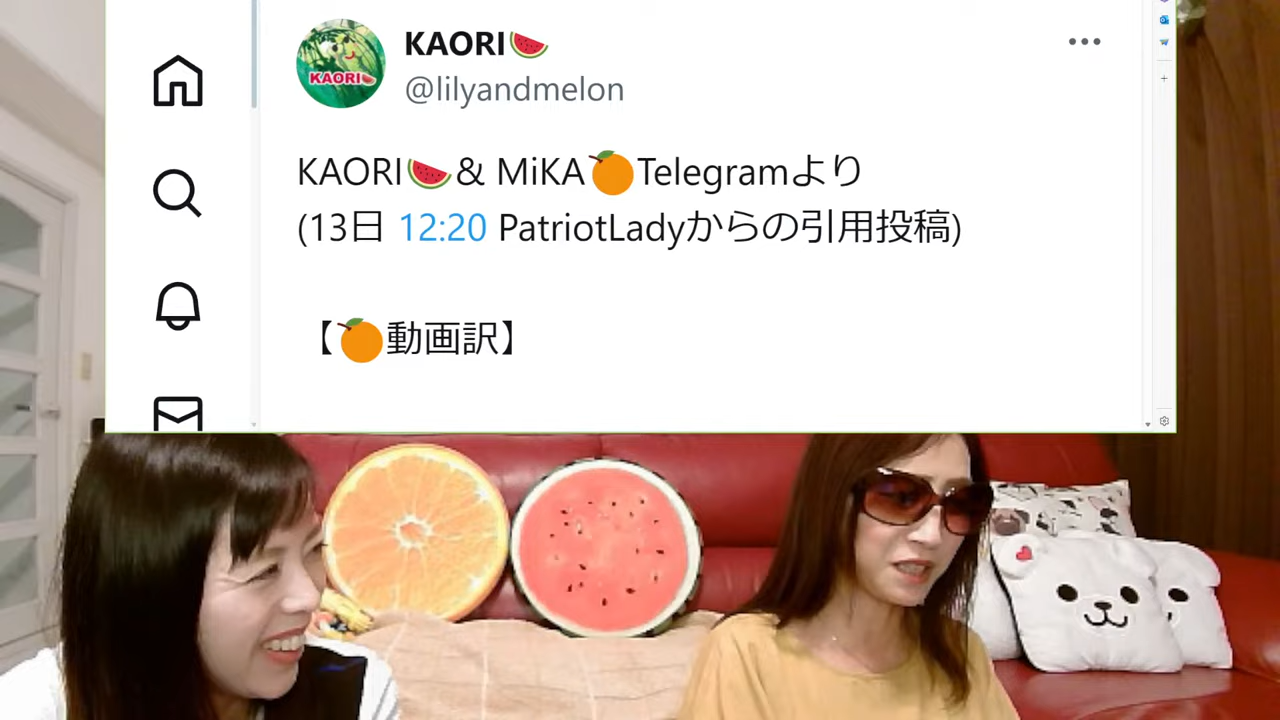 KAORI🍉
@lilyandmelon
KAORI🍉
KAORI🍉& MiKA🍊Telegramより
(13日 12:20 PatriotLadyからの引用投稿)
【🍊動画訳】